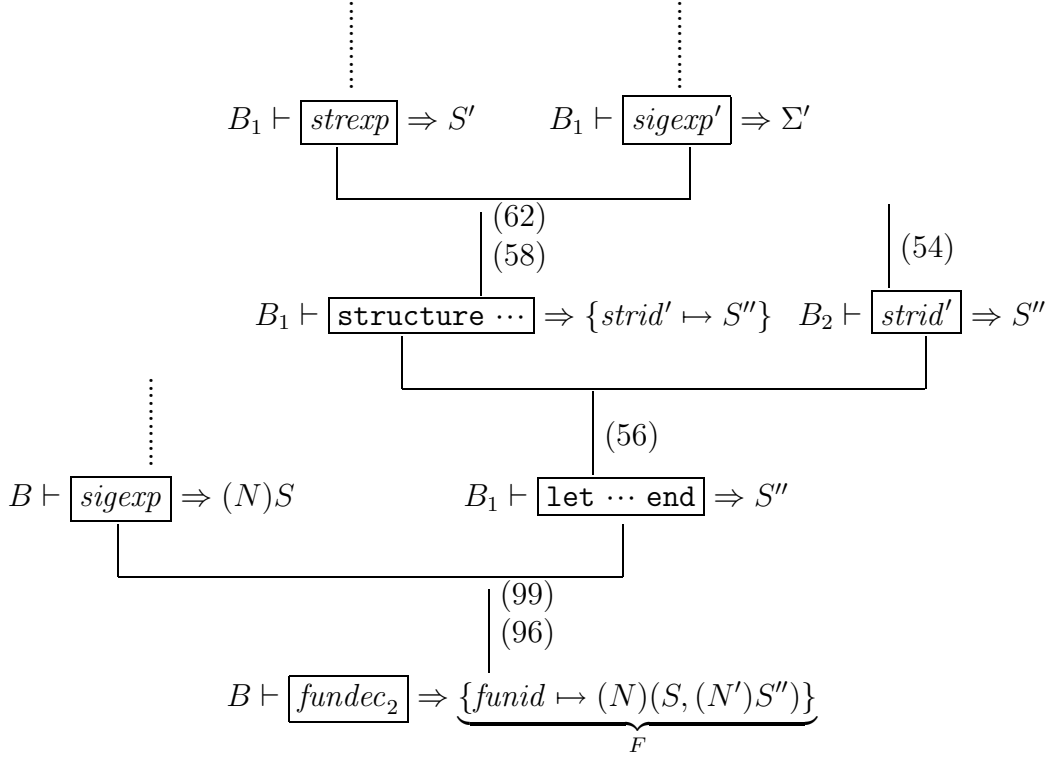 B₁ ⊢ strexp ⇒ S′ B₁ ⊢ sigexp′ ⇒ Σ′
(62)
(58) (54)
B₁ ⊢ structure ··· ⇒ {strid′ ↦ S″} B₂ ⊢ strid′ ⇒ S″
(56)
B ⊢ sigexp ⇒ (N)S B₁ ⊢ let ··· end ⇒ S″
(99)
(96)
B ⊢ fundec₂ ⇒ {funid ↦ (N)(S, (N′)S″)}
F